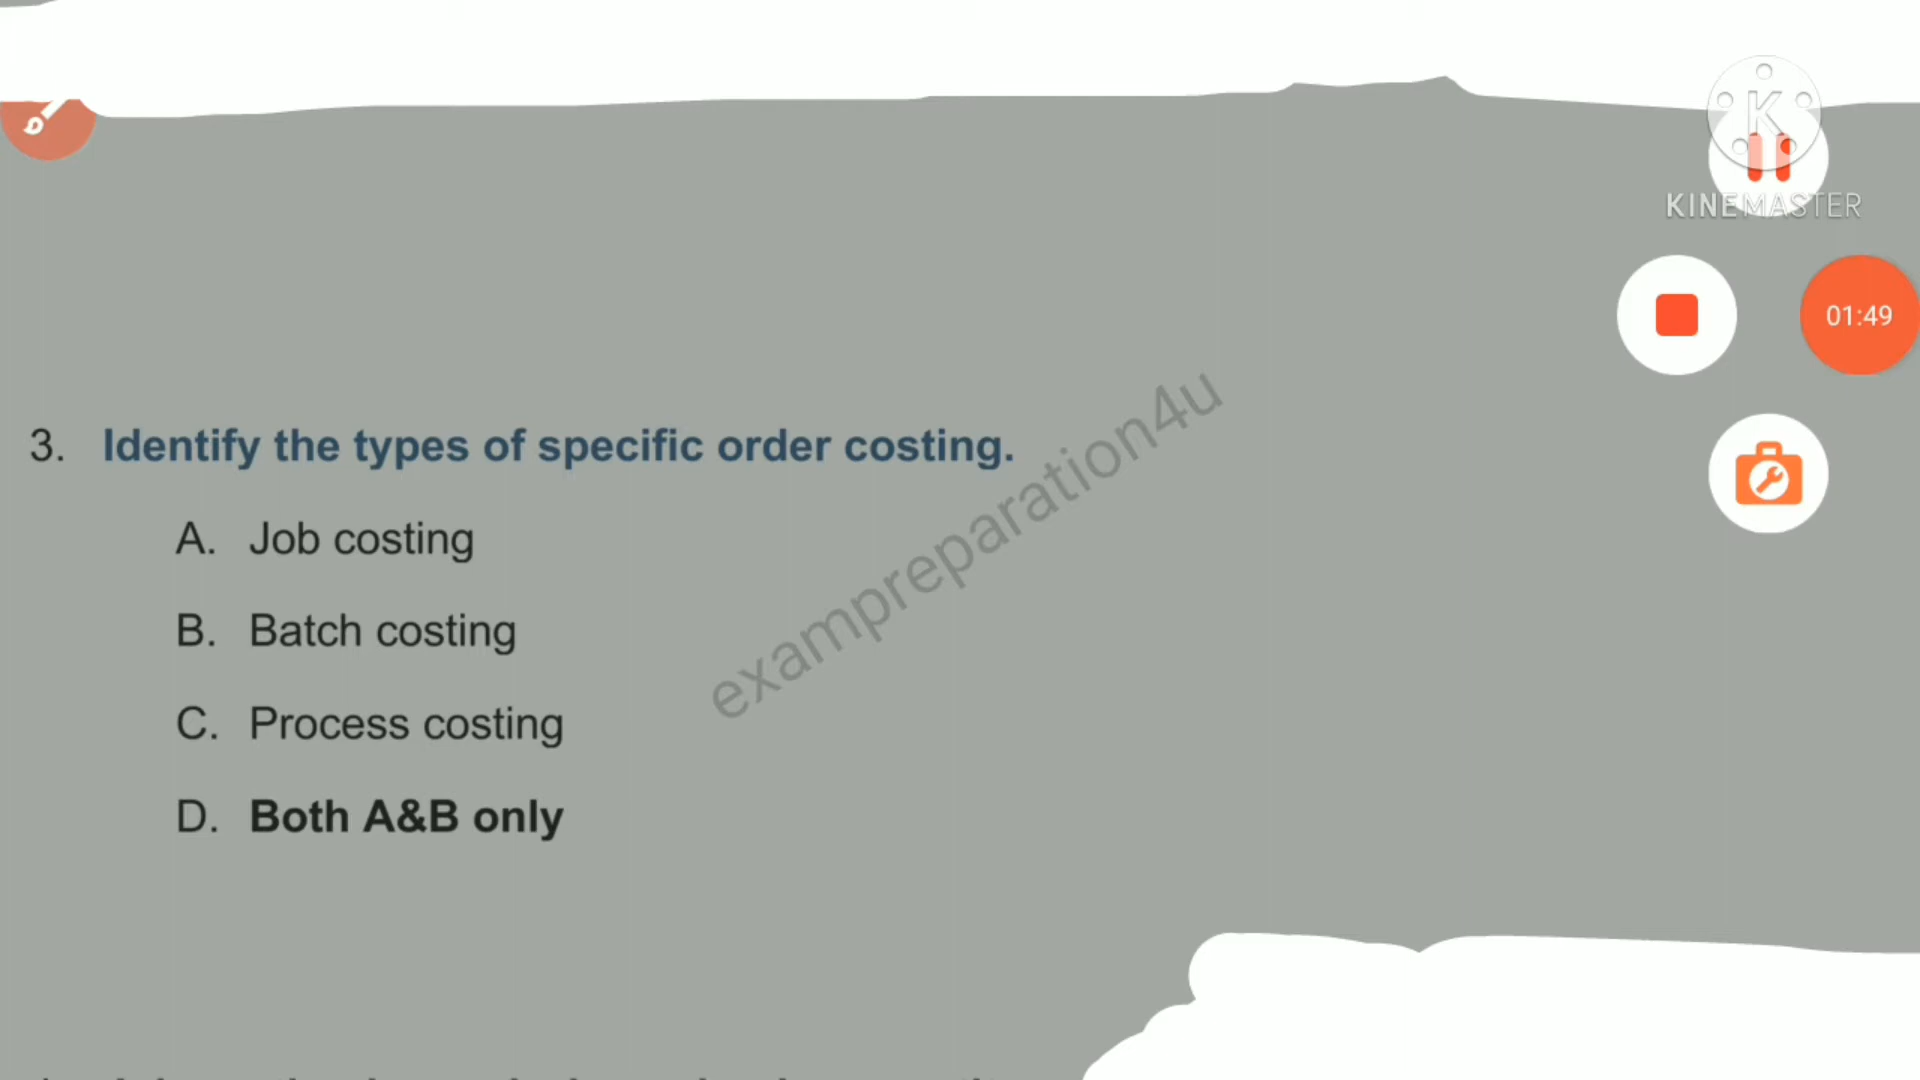 KINEMASTER
01:49
3. Identify the types of specific order costing.
A. Job costing
B. Batch costing
C. Process costing
D. Both A&B only
exampreparation4u